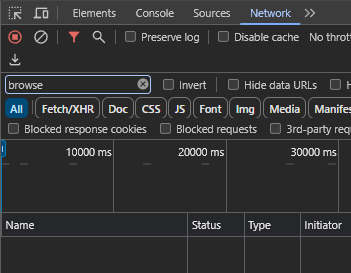 Elements Console Sources Network
Preserve log Disable cache No thrott
browse Invert Hide data URLs
All Fetch/XHR Doc CSS JS Font Img Media Manifes
Blocked response cookies Blocked requests 3rd-party req
10000 ms 20000 ms 30000 ms
Name Status Type Initiator